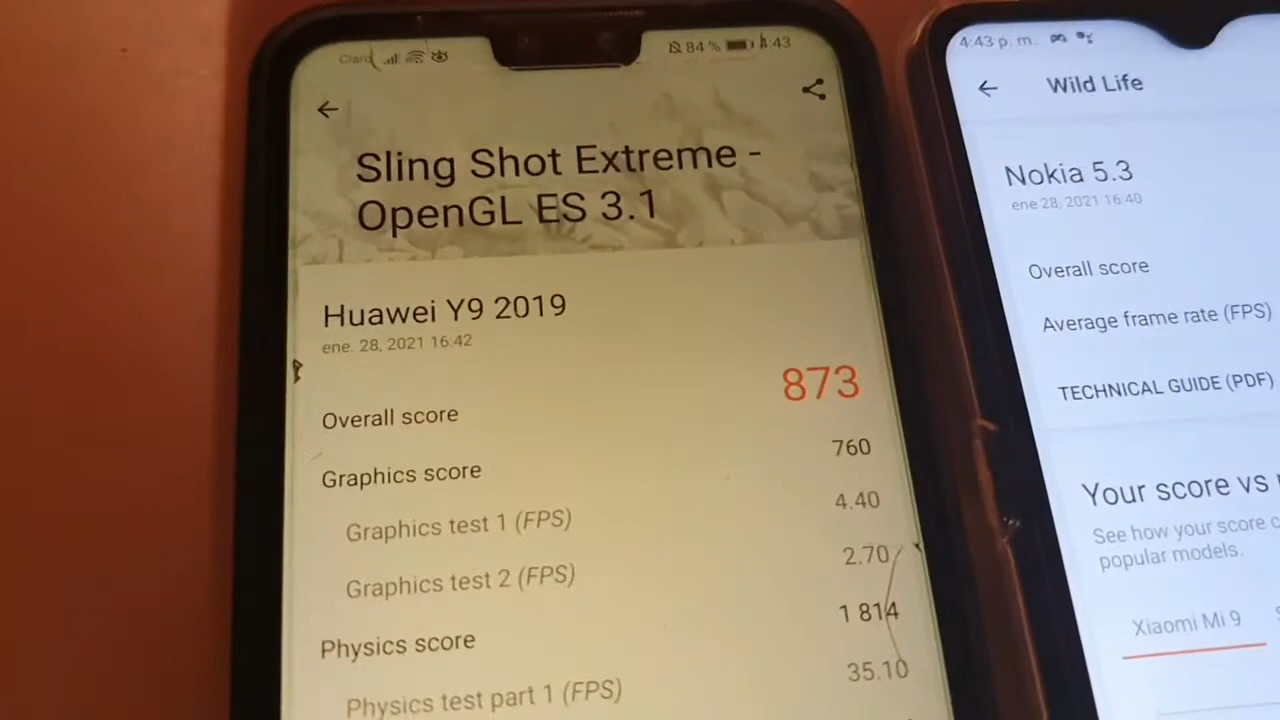 Claro 84 % 4:43
Sling Shot Extreme -
OpenGL ES 3.1
Huawei Y9 2019
ene. 28, 2021 16:42
Overall score 873
Graphics score 760
Graphics test 1 (FPS) 4.40
Graphics test 2 (FPS) 2.70
Physics score 1 814
Physics test part 1 (FPS) 35.10
4:43 p. m.
Wild Life
Nokia 5.3
ene 28, 2021 16:40
Overall score
Average frame rate (FPS)
TECHNICAL GUIDE (PDF)
Your score vs
See how your score
popular models.
Xiaomi Mi 9